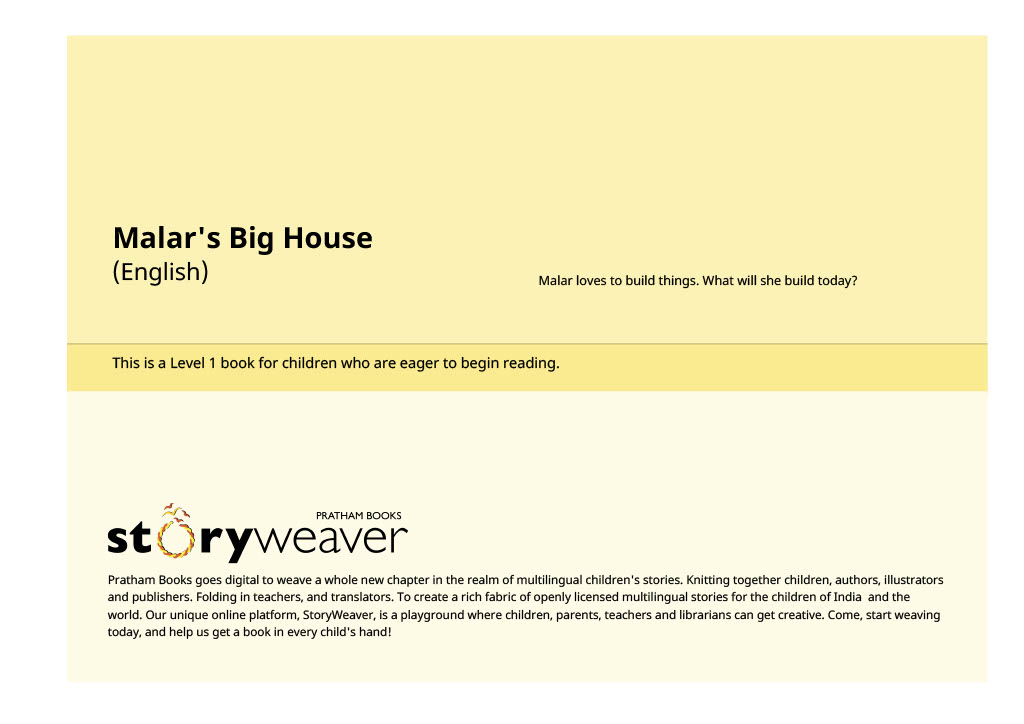 Malar's Big House
(English)
Malar loves to build things. What will she build today?
This is a Level 1 book for children who are eager to begin reading.
PRATHAM BOOKS
storyweaver
Pratham Books goes digital to weave a whole new chapter in the realm of multilingual children's stories. Knitting together children, authors, illustrators
and publishers. Folding in teachers, and translators. To create a rich fabric of openly licensed multilingual stories for the children of India  and the
world. Our unique online platform, StoryWeaver, is a playground where children, parents, teachers and librarians can get creative. Come, start weaving
today, and help us get a book in every child's hand!